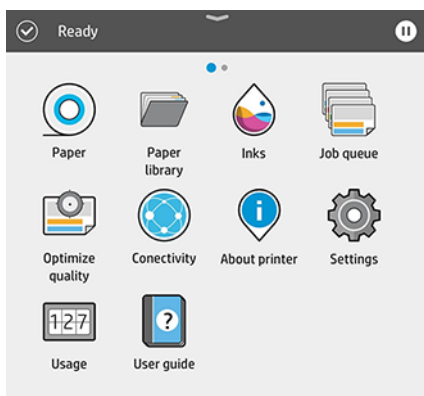 Ready
Paper
Paper library
Inks
Job queue
Optimize quality
Conectivity
About printer
Settings
127
Usage
User guide